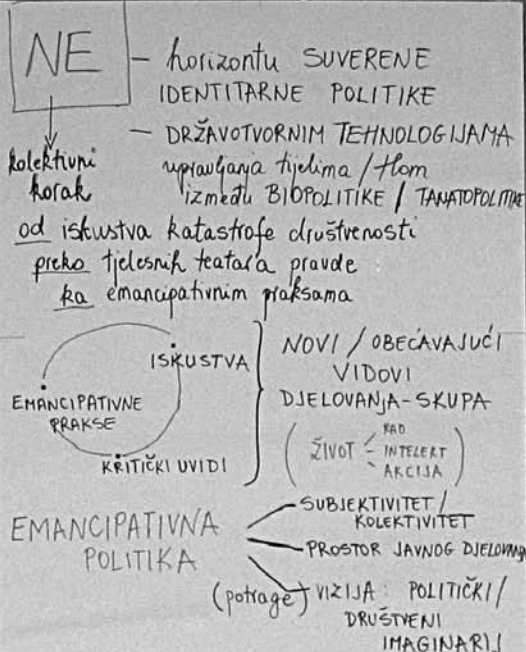 NE
– horizontu SUVERENE
IDENTITARNE POLITIKE
– DRŽAVOTVORNIM TEHNOLOGIJAMA
upravljanja tijelima / tlom
između BIOPOLITIKE / TANATOPOLITIKE
kolektivni
korak
od iskustva katastrofe društvenosti
preko tjelesnih teatara pravde
ka emancipativnim praksama
ISKUSTVA
EMANCIPATIVNE
PRAKSE
KRITIČKI UVIDI
NOVI / OBEĆAVAJUĆI
VIDOVI
DJELOVANJA-SKUPA
(ŽIVOT
RAD
INTELEKT
AKCIJA)
EMANCIPATIVNA
POLITIKA
SUBJEKTIVITET /
KOLEKTIVITET
PROSTOR JAVNOG DJELOVANJA
(potrage) VIZIJA : POLITIČKI /
DRUŠTVENI
IMAGINARIJ